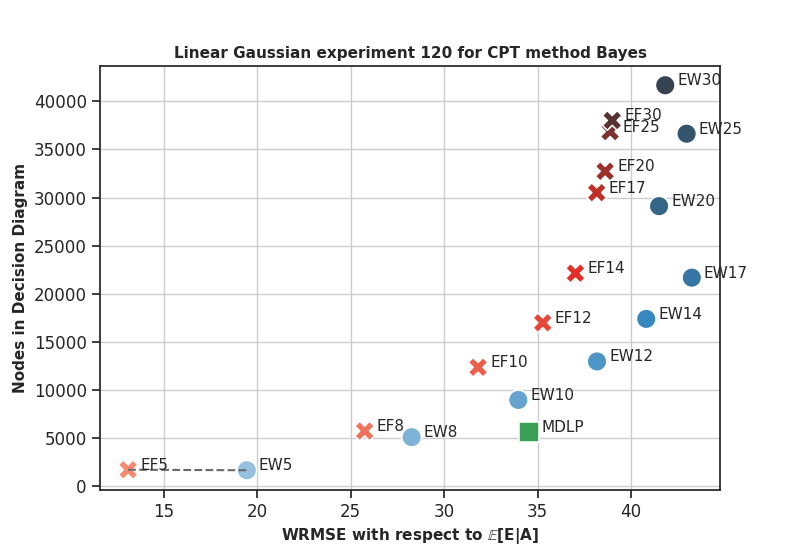 Linear Gaussian experiment 120 for CPT method Bayes
Nodes in Decision Diagram
40000
35000
30000
25000
20000
15000
10000
5000
0
EW30
EF30
EF25
EW25
EF20
EF17
EW20
EF14
EW17
EF12
EW14
EF10
EW12
EW10
EF8
EW8
MDLP
EF5
EW5
15
20
25
30
35
40
WRMSE with respect to 𝔼[E|A]